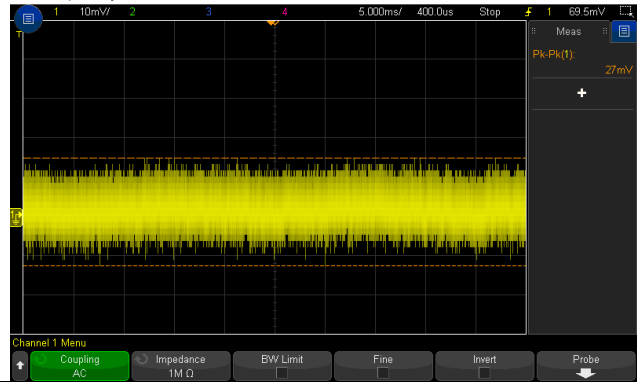 1 10mV/ 2 3 4 5.000ms/ 400.0us Stop 1 69.5mV
T
Meas
Pk-Pk(1):
27mV
+
1
Channel 1 Menu
Coupling Impedance BW Limit Fine Invert Probe
AC 1M Ω